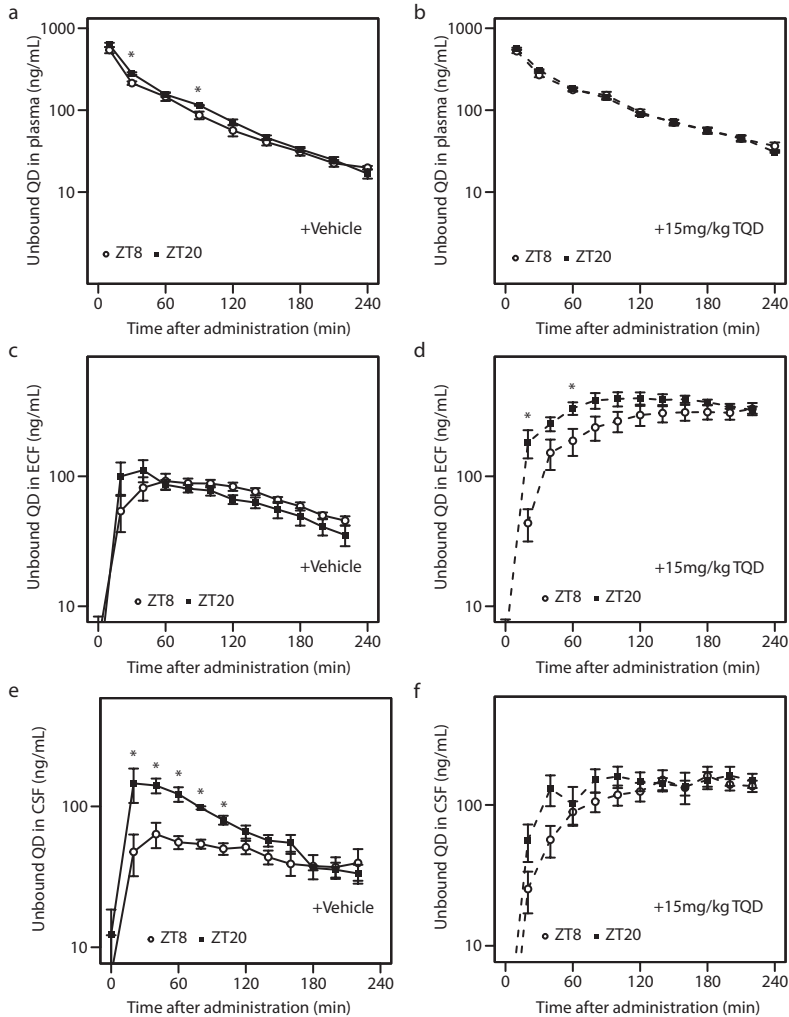 a
Unbound QD in plasma (ng/mL)
1000
100
10
*
*
+Vehicle
ZT8 ZT20
0 60 120 180 240
Time after administration (min)
b
Unbound QD in plasma (ng/mL)
1000
100
10
+15mg/kg TQD
ZT8 ZT20
0 60 120 180 240
Time after administration (min)
c
Unbound QD in ECF (ng/mL)
100
10
+Vehicle
ZT8 ZT20
0 60 120 180 240
Time after administration (min)
d
Unbound QD in ECF (ng/mL)
100
10
*
*
+15mg/kg TQD
ZT8 ZT20
0 60 120 180 240
Time after administration (min)
e
Unbound QD in CSF (ng/mL)
100
10
*
*
*
*
*
+Vehicle
ZT8 ZT20
0 60 120 180 240
Time after administration (min)
f
Unbound QD in CSF (ng/mL)
100
10
+15mg/kg TQD
ZT8 ZT20
0 60 120 180 240
Time after administration (min)